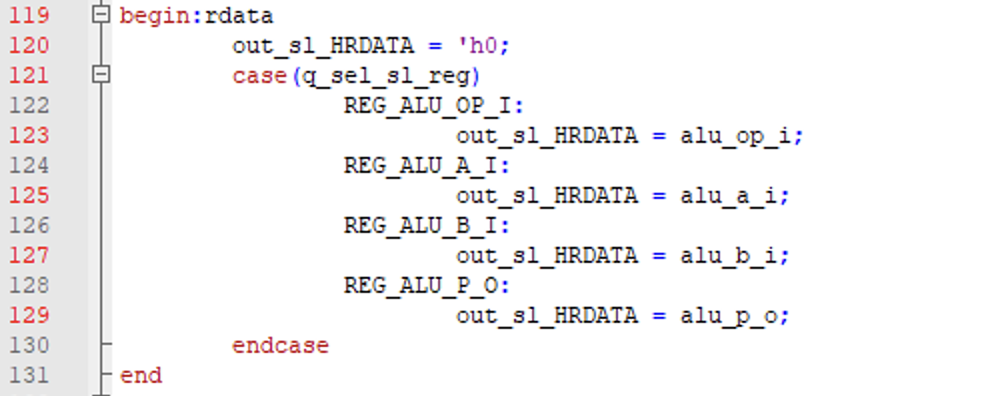 119 begin:rdata
120 out_sl_HRDATA = 'h0;
121 case(q_sel_sl_reg)
122 REG_ALU_OP_I:
123 out_sl_HRDATA = alu_op_i;
124 REG_ALU_A_I:
125 out_sl_HRDATA = alu_a_i;
126 REG_ALU_B_I:
127 out_sl_HRDATA = alu_b_i;
128 REG_ALU_P_O:
129 out_sl_HRDATA = alu_p_o;
130 endcase
131 end